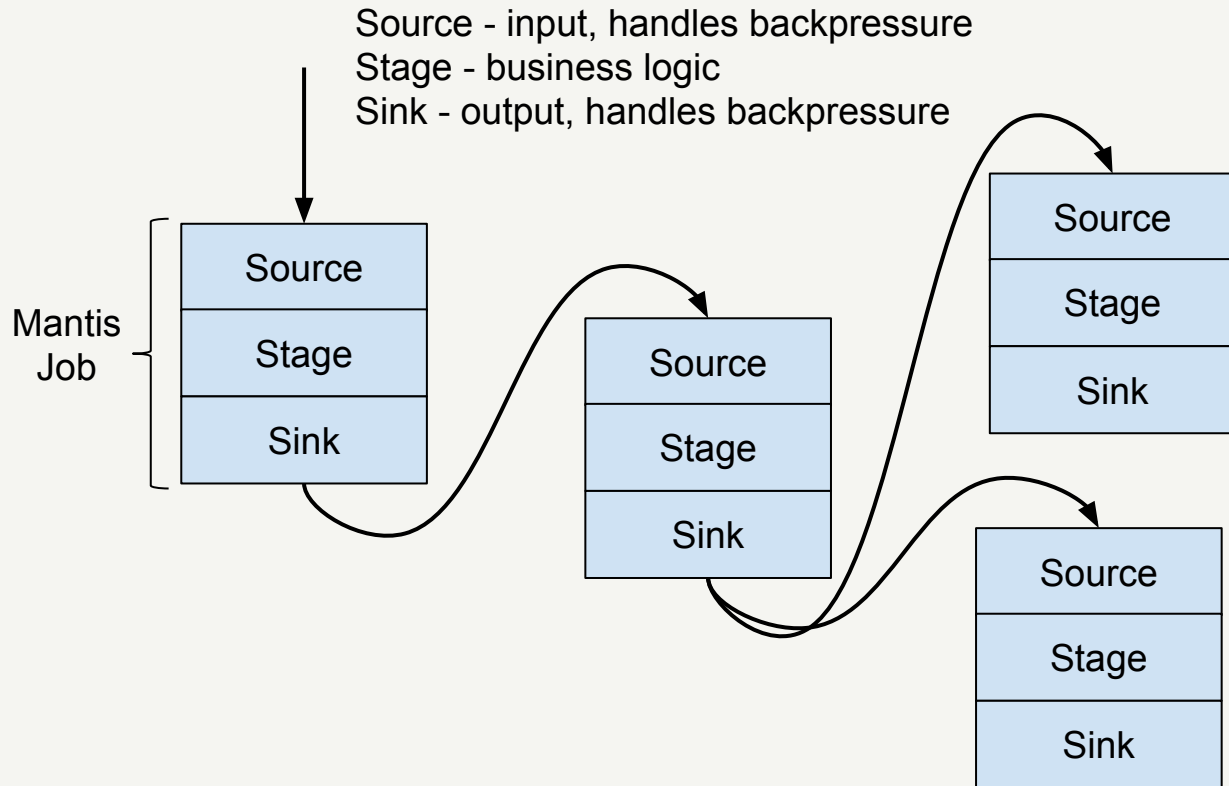 Source - input, handles backpressure
Stage - business logic
Sink - output, handles backpressure
Mantis
Job
Source
Stage
Sink
Source
Stage
Sink
Source
Stage
Sink
Source
Stage
Sink